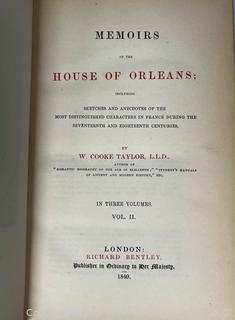 MEMOIRS
OF THE
HOUSE OF ORLEANS;
INCLUDING
SKETCHES AND ANECDOTES OF THE
MOST DISTINGUISHED CHARACTERS IN FRANCE DURING THE
SEVENTEENTH AND EIGHTEENTH CENTURIES.
BY
W. COOKE TAYLOR, L.L.D.,
AUTHOR OF
"ROMANTIC BIOGRAPHY OF THE AGE OF ELIZABETH;" "STUDENT'S MANUALS
OF ANCIENT AND MODERN HISTORY," ETC.
IN THREE VOLUMES.
VOL. II.
LONDON:
RICHARD BENTLEY,
Publisher in Ordinary to Her Majesty.
1849.